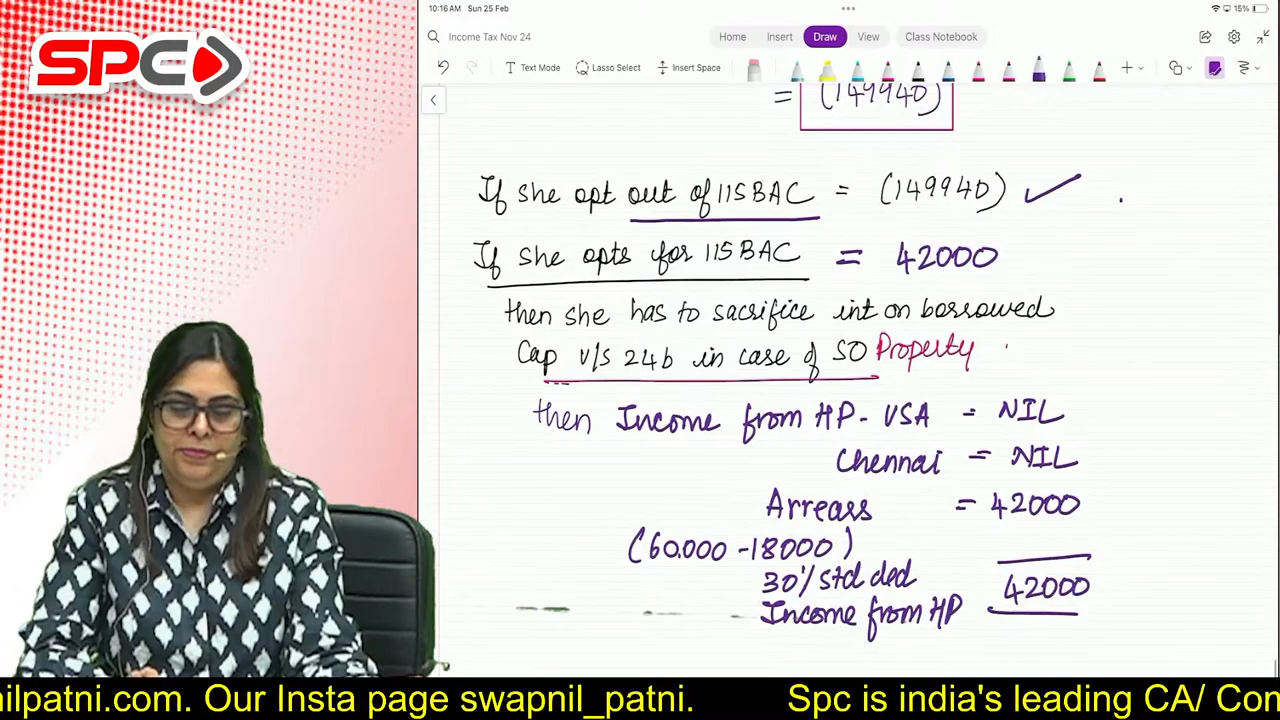 10:16 AM Sun 25 Feb
15%
SPC
Income Tax Nov 24
Home Insert Draw View Class Notebook
Text Mode Lasso Select Insert Space
= (149940)
If she opt out of 115BAC = (149940) ✓
If she opts for 115BAC = 42000
then she has to sacrifice int on borrowed
Cap u/s 24b in case of SO Property
then Income from HP - USA = NIL
Chennai = NIL
Arrears = 42000
(60,000 - 18000)
30% Std ded 42000
Income from HP
nilpatni.com. Our Insta page swapnil_patni. Spc is india's leading CA/ Com